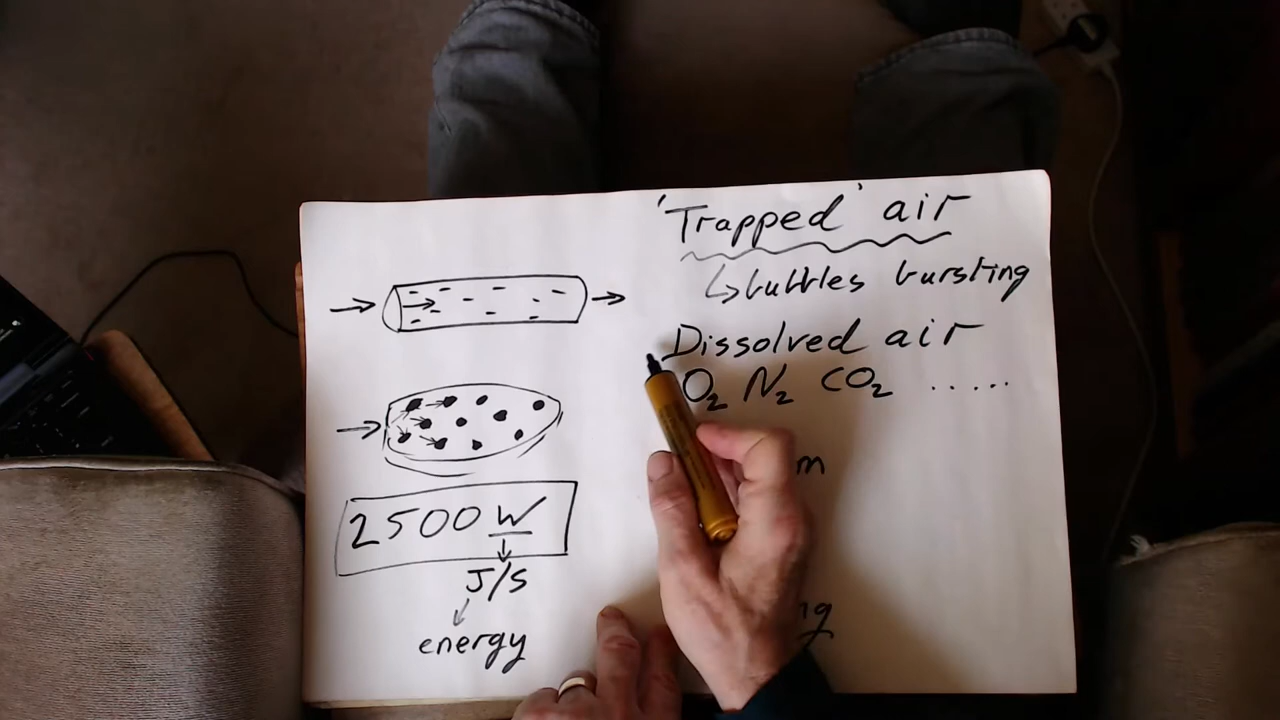 2500 W
J/S
energy
'Trapped' air
bubbles bursting
Dissolved air
O₂ N₂ CO₂ ......